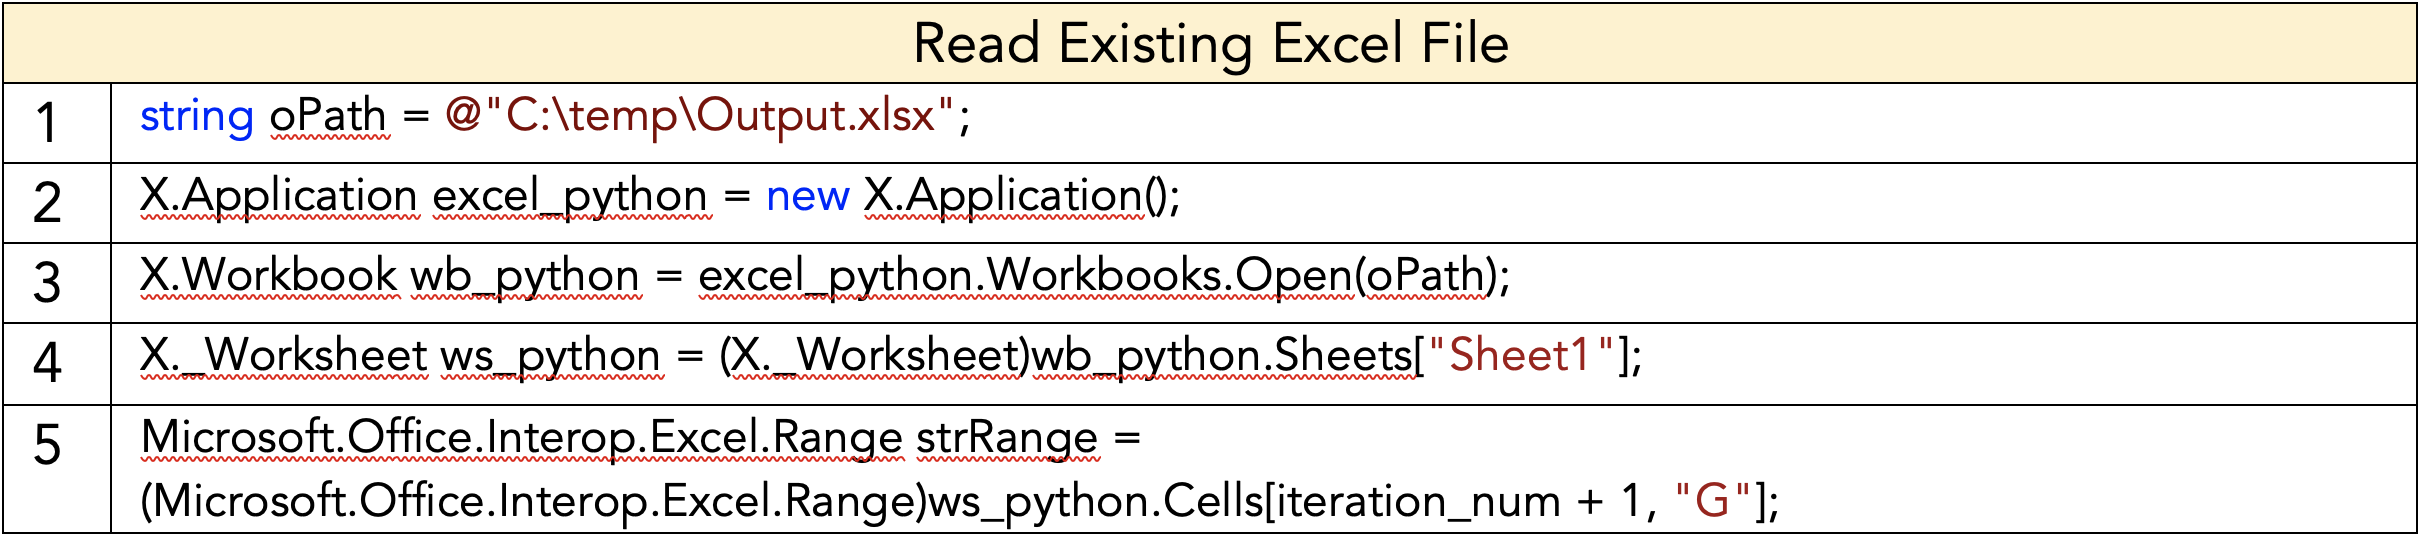 Read Existing Excel File
1 string oPath = @"C:\temp\Output.xlsx";
2 X.Application excel_python = new X.Application();
3 X.Workbook wb_python = excel_python.Workbooks.Open(oPath);
4 X._Worksheet ws_python = (X._Worksheet)wb_python.Sheets["Sheet1"];
5 Microsoft.Office.Interop.Excel.Range strRange =
(Microsoft.Office.Interop.Excel.Range)ws_python.Cells[iteration_num + 1, "G"];